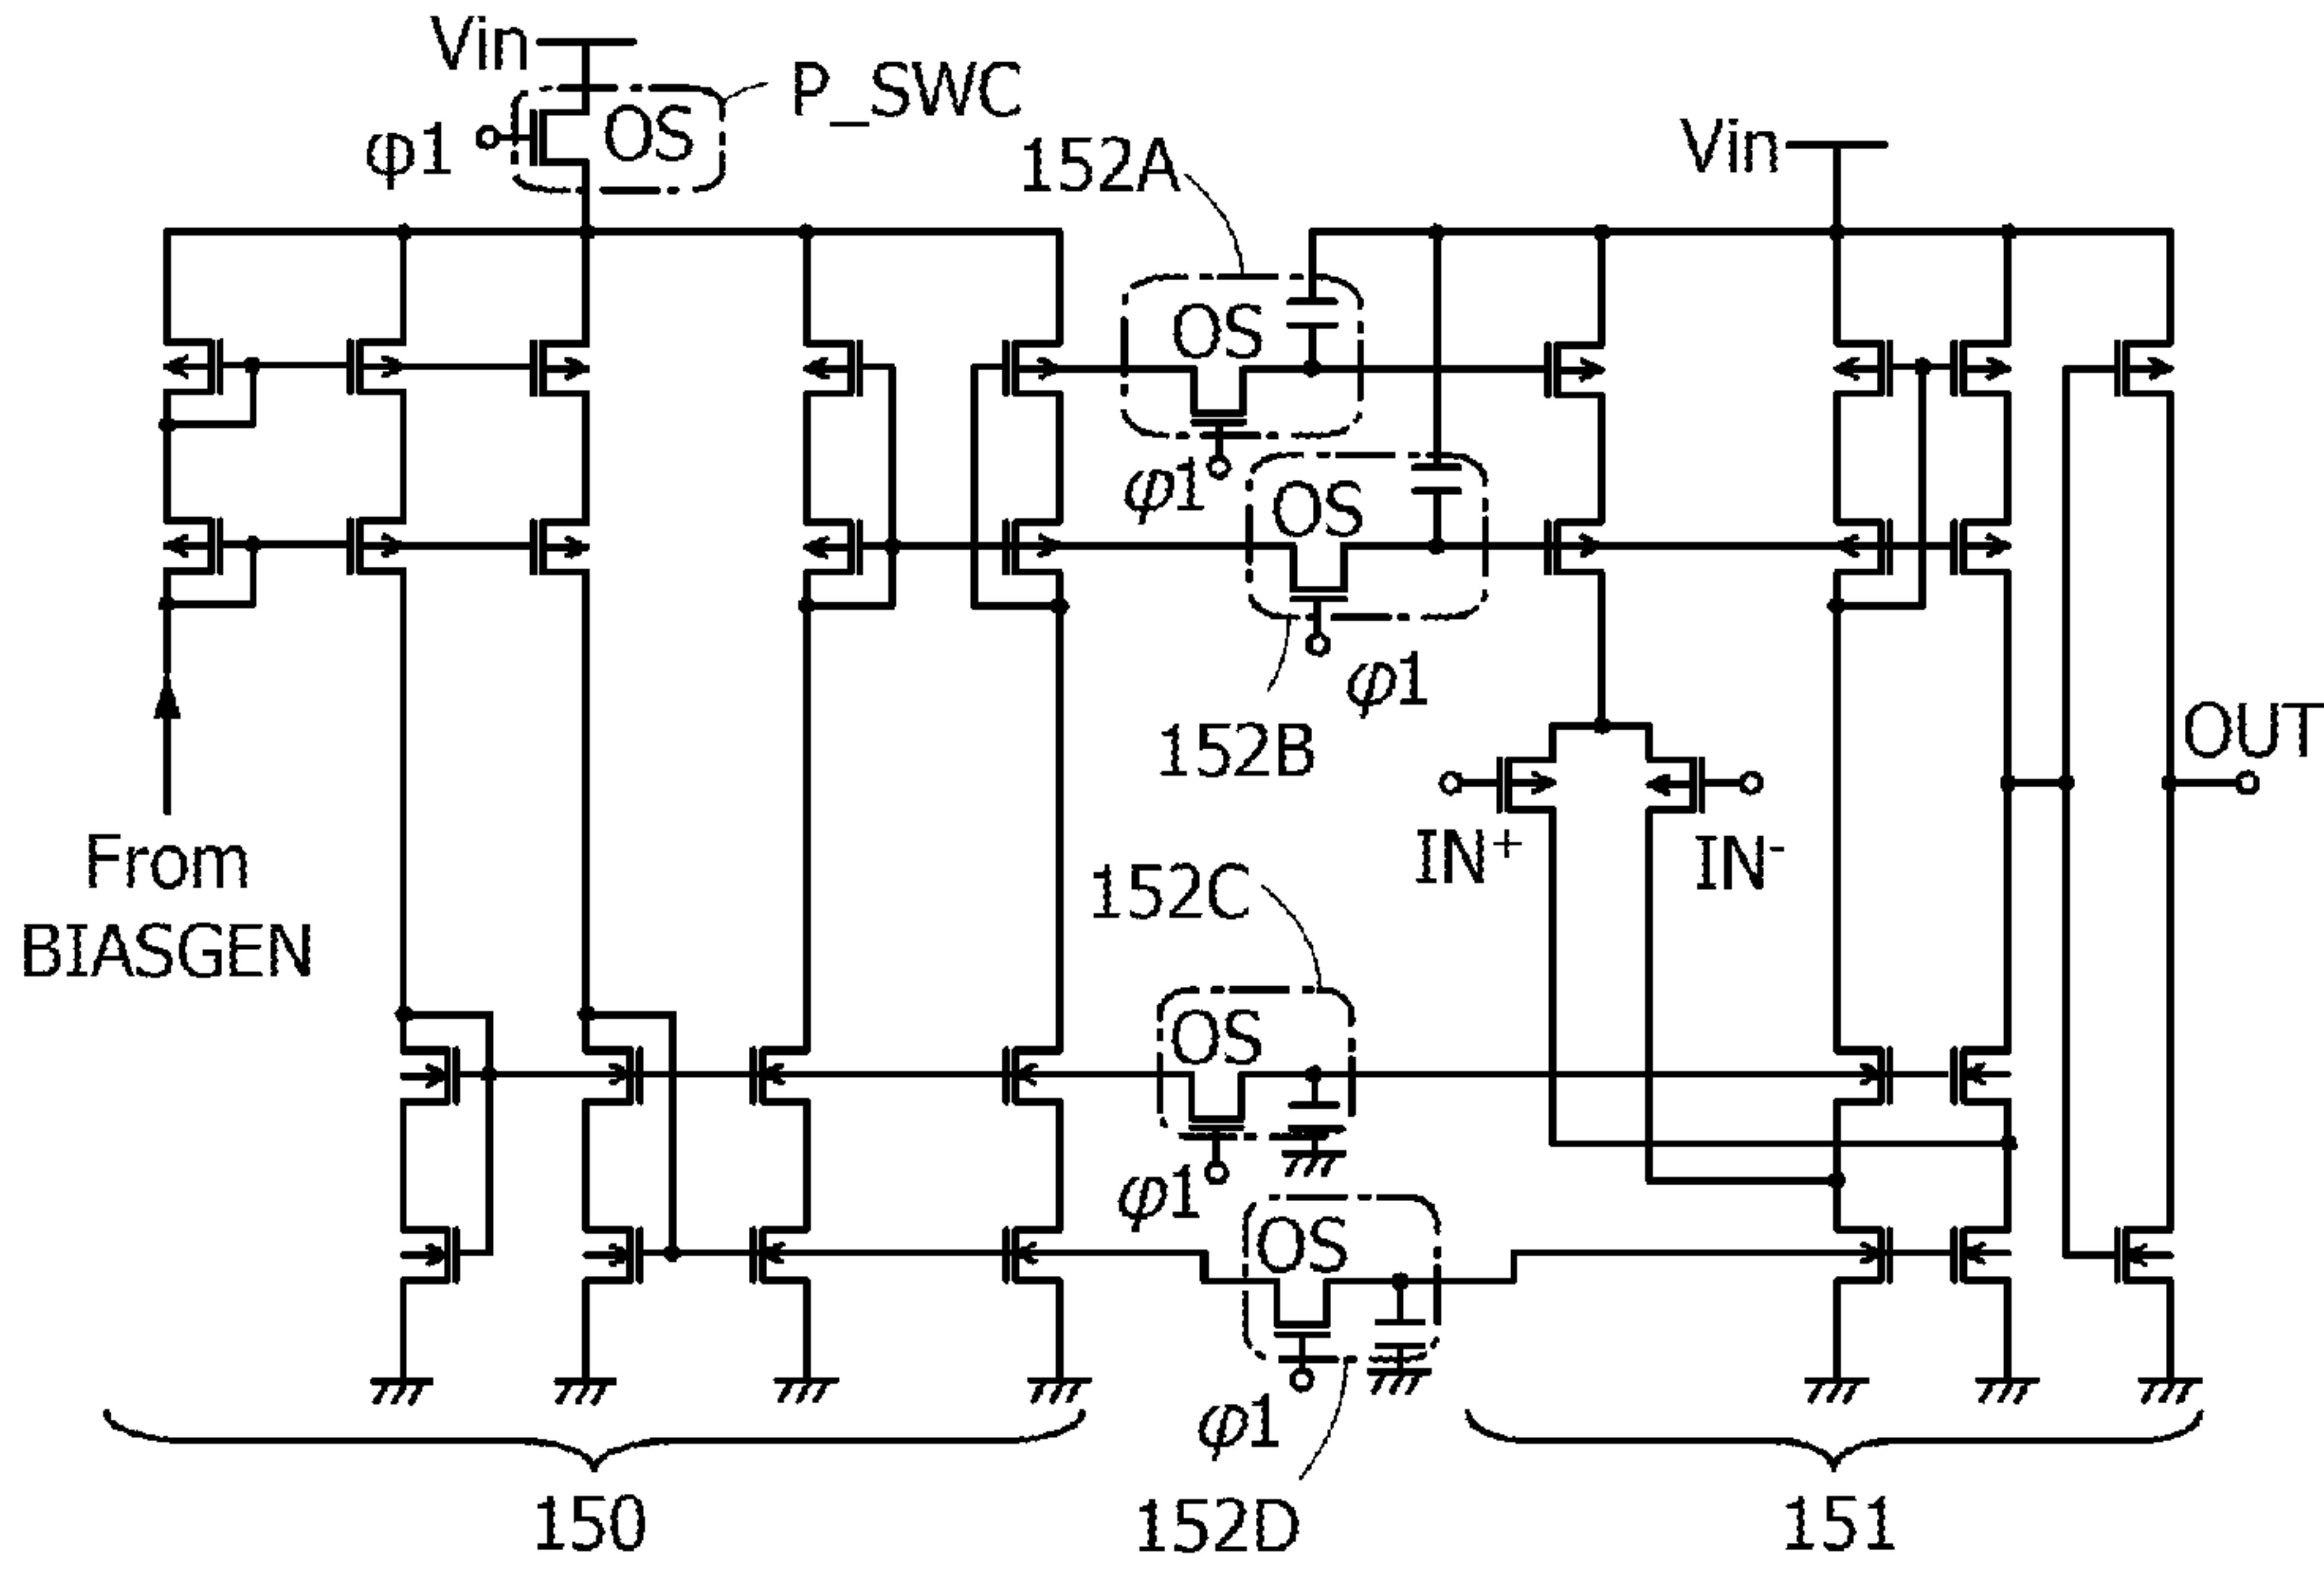 Vin
P_SWC
OS
φ1
152A
Vin
OS
φ1
OS
φ1
152B
OUT
IN+
IN-
From
BIASGEN
152C
OS
φ1
OS
φ1
152D
150
151